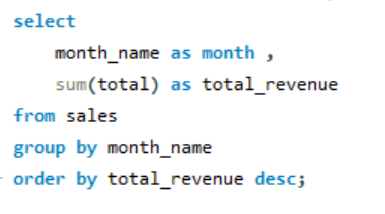 select
month_name as month ,
sum(total) as total_revenue
from sales
group by month_name
order by total_revenue desc;